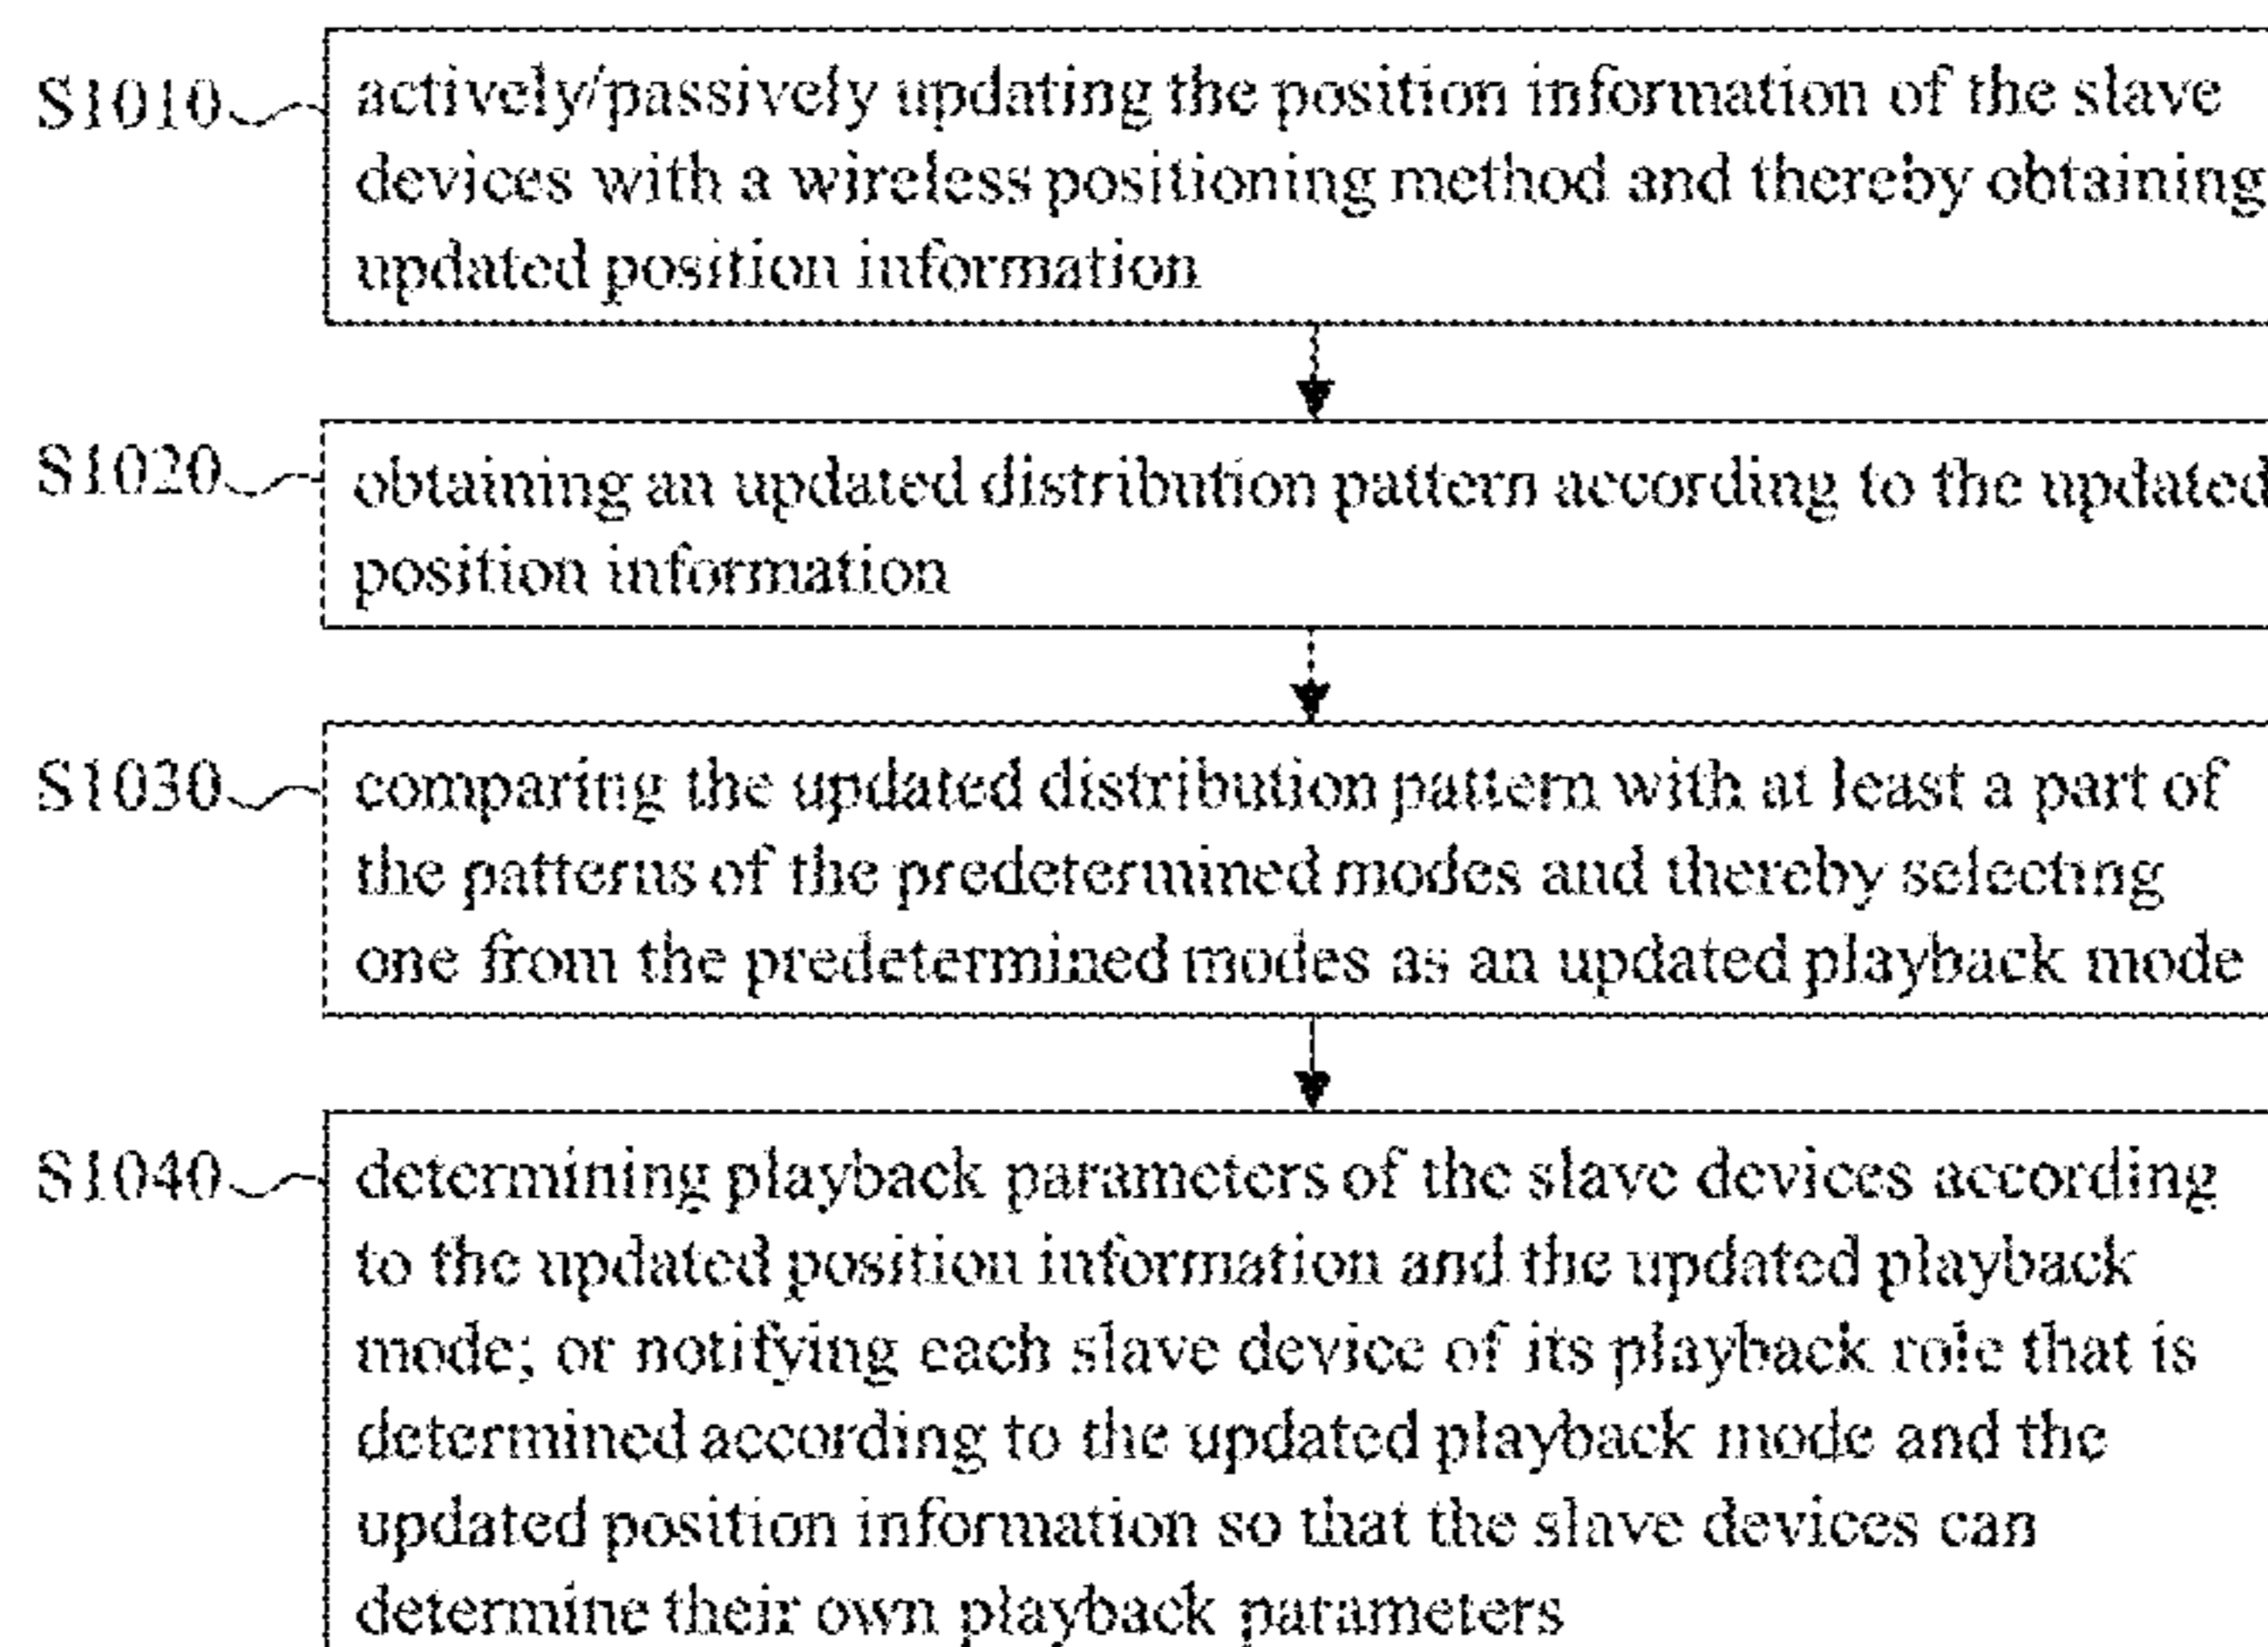 S1010
actively/passively updating the position information of the slave
devices with a wireless positioning method and thereby obtaining
updated position information
S1020
obtaining an updated distribution pattern according to the updated
position information
S1030
comparing the updated distribution pattern with at least a part of
the patterns of the predetermined modes and thereby selecting
one from the predetermined modes as an updated playback mode
S1040
determining playback parameters of the slave devices according
to the updated position information and the updated playback
mode; or notifying each slave device of its playback role that is
determined according to the updated playback mode and the
updated position information so that the slave devices can
determine their own playback parameters